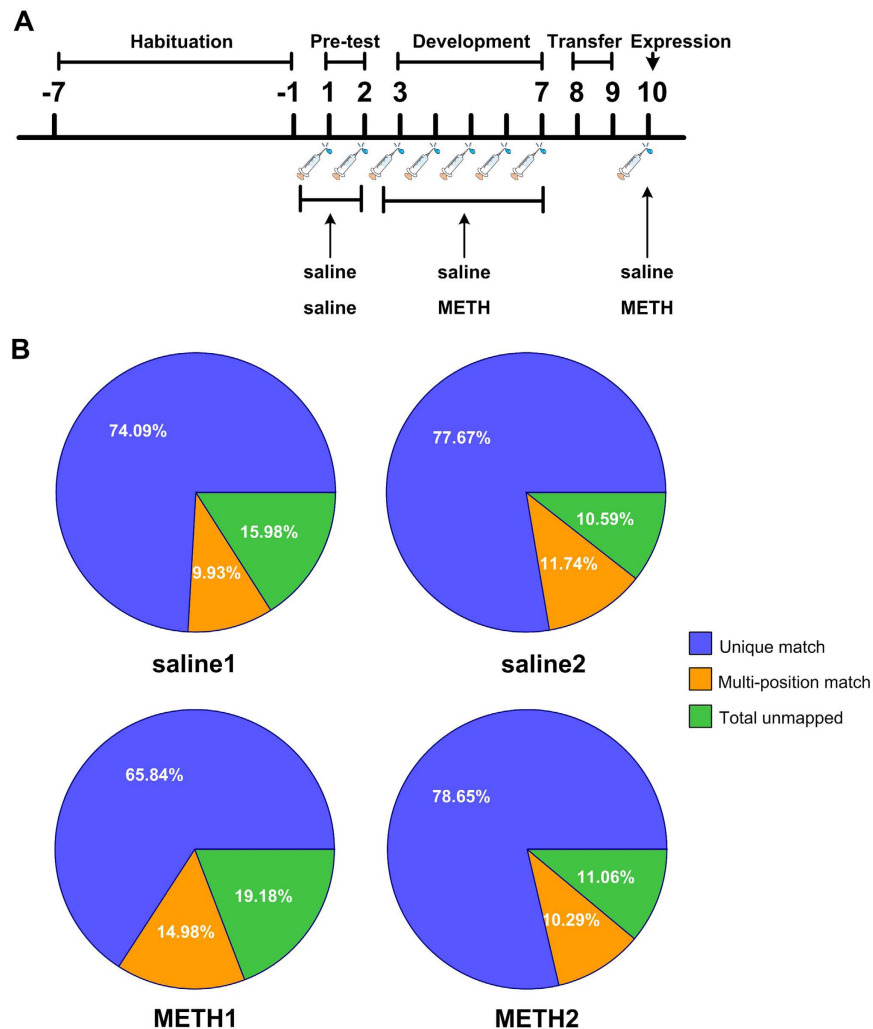 A
Habituation Pre-test Development Transfer Expression
-7 -1 1 2 3 7 8 9 10
saline saline saline
saline METH METH
B
74.09%
15.98%
9.93%
saline1
77.67%
10.59%
11.74%
saline2
Unique match
Multi-position match
Total unmapped
65.84%
19.18%
14.98%
METH1
78.65%
11.06%
10.29%
METH2